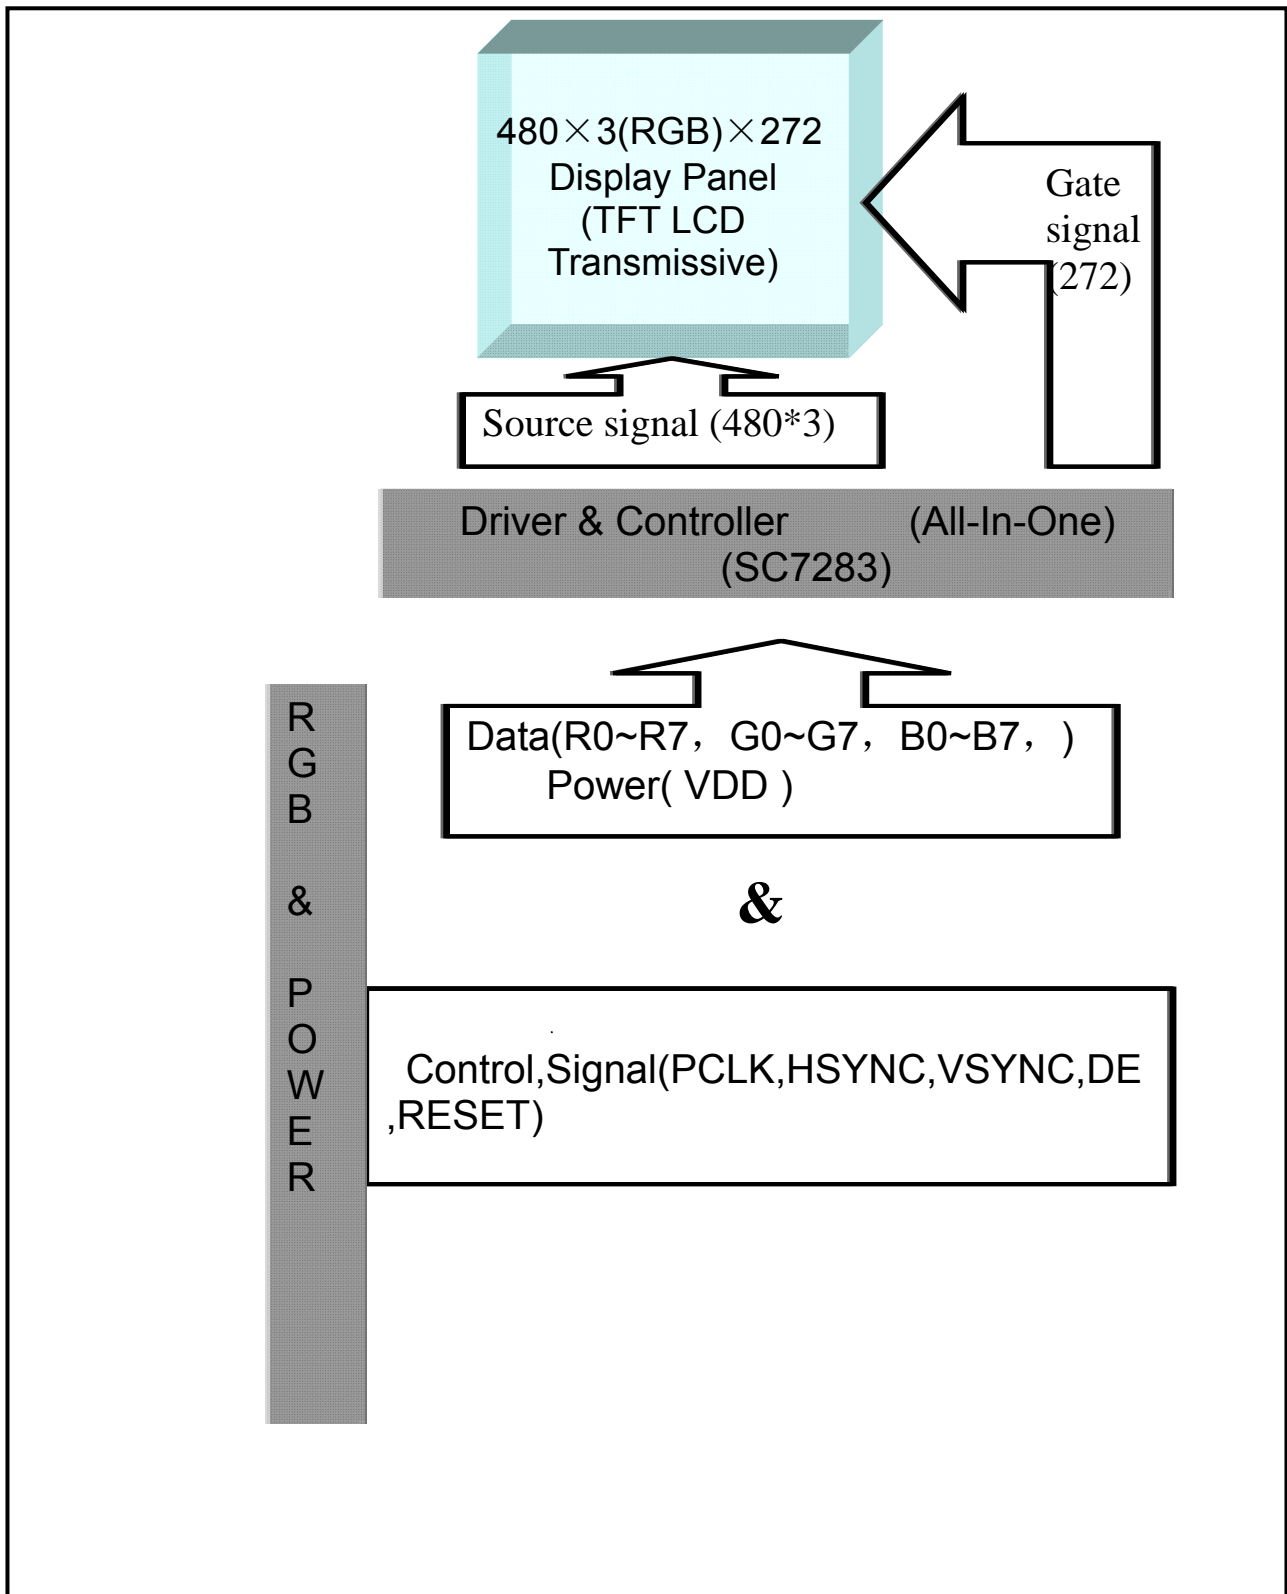 480×3(RGB)×272
Display Panel
(TFT LCD
Transmissive)
Gate
signal
(272)
Source signal (480*3)
Driver & Controller (All-In-One)
(SC7283)
R
G
B
&
P
O
W
E
R
Data(R0~R7，G0~G7，B0~B7，)
Power( VDD )
&
Control,Signal(PCLK,HSYNC,VSYNC,DE
,RESET)